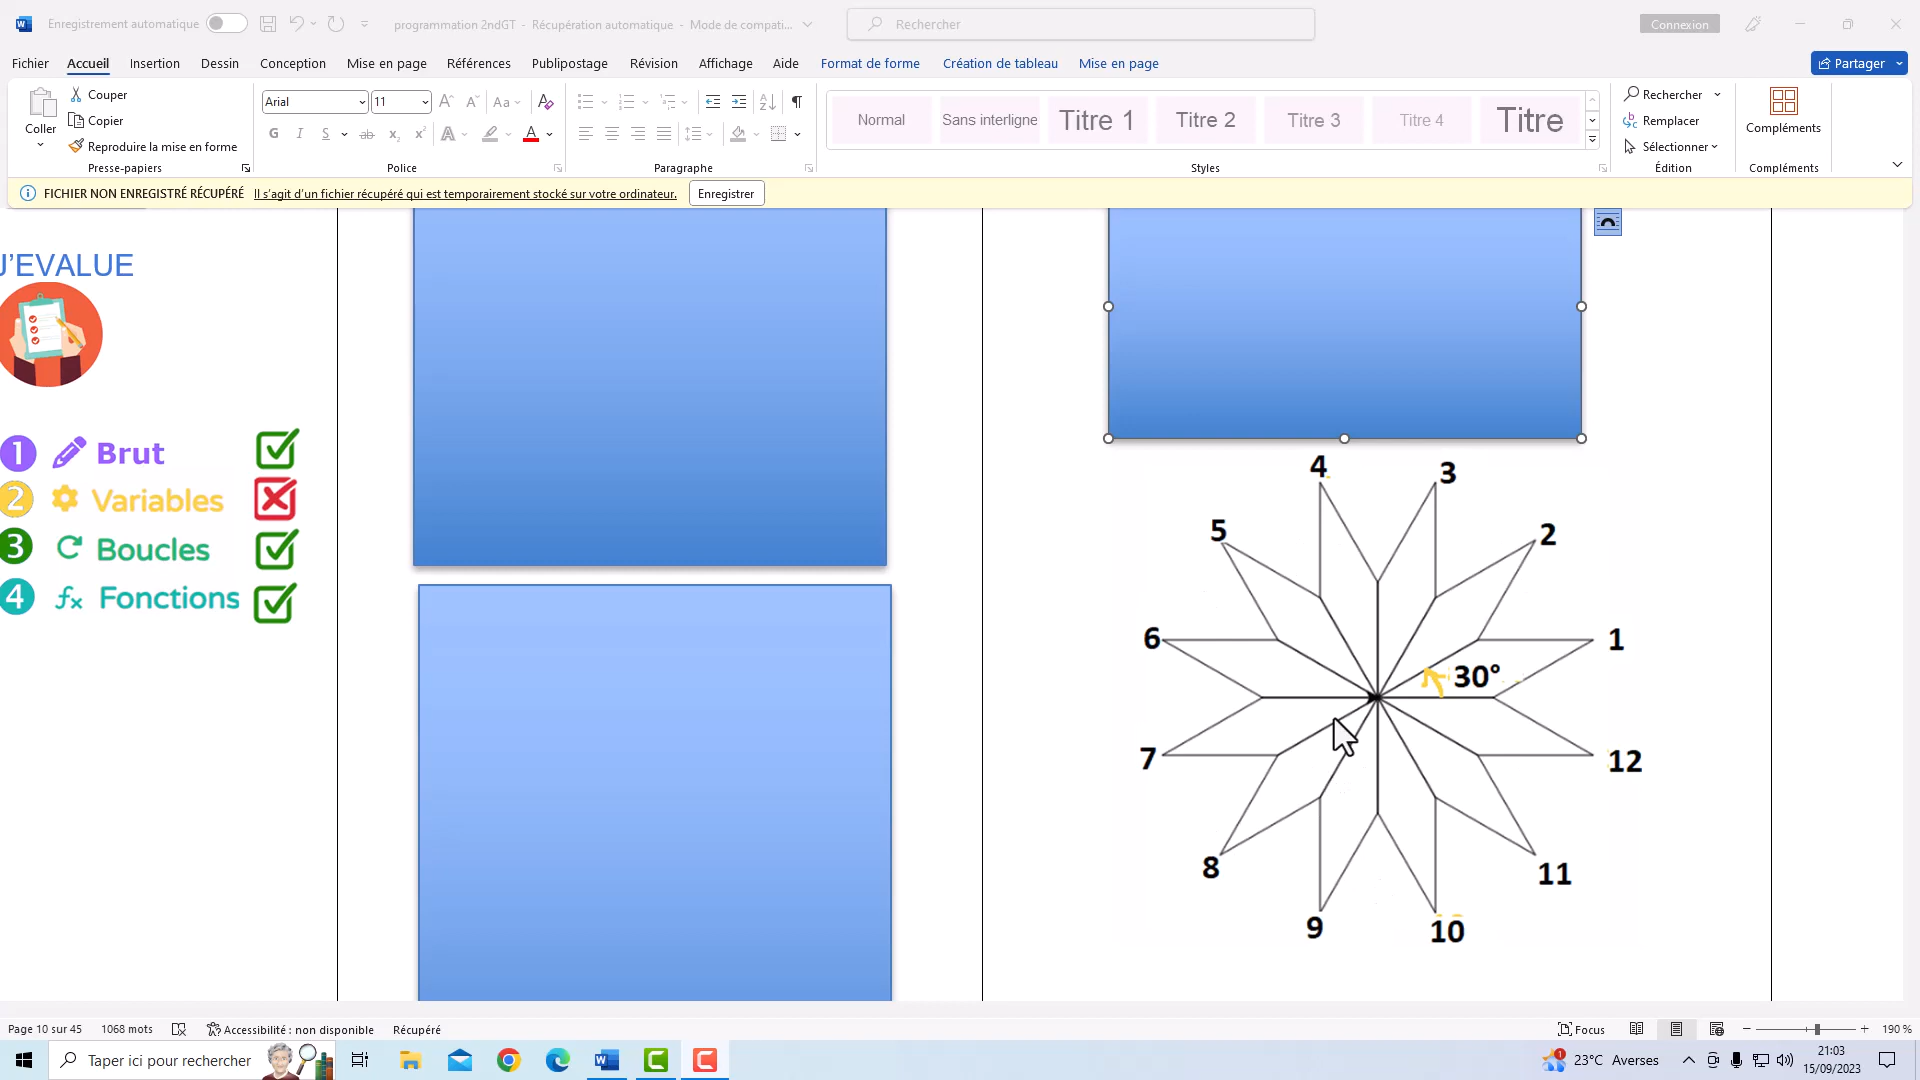 Enregistrement automatique
programmation 2ndGT - Récupération automatique - Mode de compati...
Rechercher
Connexion
Fichier Accueil Insertion Dessin Conception Mise en page Références Publipostage Révision Affichage Aide Format de forme Création de tableau Mise en page
Partager
Coller
Couper
Copier
Reproduire la mise en forme
Presse-papiers
Arial 11
Police
Paragraphe
Normal Sans interligne Titre 1 Titre 2 Titre 3 Titre 4 Titre
Styles
Rechercher
Remplacer
Sélectionner
Édition
Compléments
Compléments
FICHIER NON ENREGISTRÉ RÉCUPÉRÉ Il s'agit d'un fichier récupéré qui est temporairement stocké sur votre ordinateur. Enregistrer
J'EVALUE
1 Brut
2 Variables
3 Boucles
4 fx Fonctions
4 3
5 2
6 1
30°
7 12
8 11
9 10
Page 10 sur 45 1068 mots Accessibilité : non disponible Récupéré
Focus
190 %
Taper ici pour rechercher
23°C Averses
21:03
15/09/2023